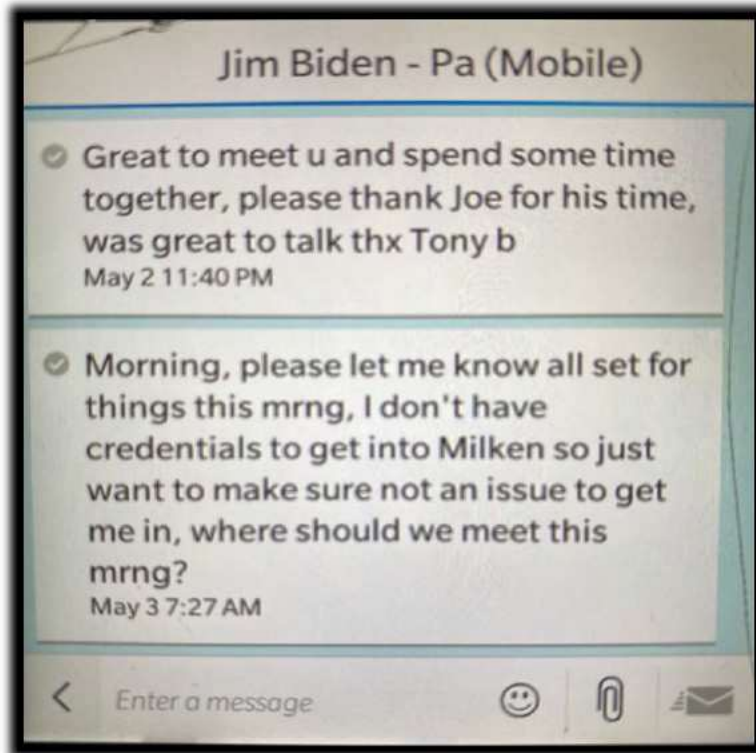 Jim Biden - Pa (Mobile)
Great to meet u and spend some time
together, please thank Joe for his time,
was great to talk thx Tony b
May 2 11:40 PM
Morning, please let me know all set for
things this mrng, I don't have
credentials to get into Milken so just
want to make sure not an issue to get
me in, where should we meet this
mrng?
May 3 7:27 AM
Enter a message